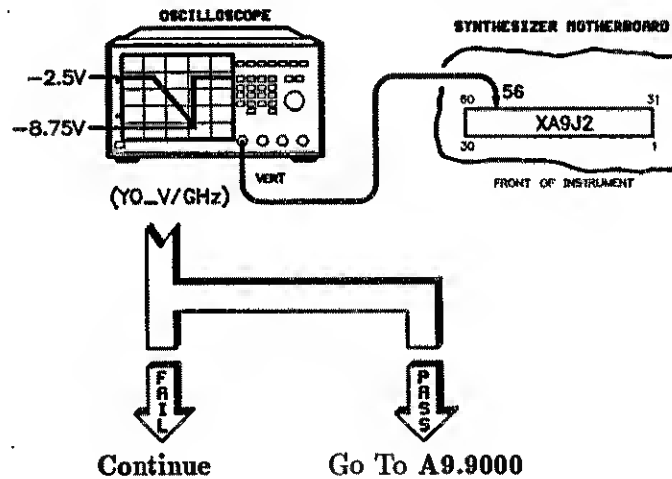 OSCILLOSCOPE
SYNTHESIZER MOTHERBOARD
-2.5V
-8.75V
60
56
31
XA9J2
30
1
VERT
FRONT OF INSTRUMENT
(YO_V/GHz)
FAIL
PASS
Continue
Go To A9.9000